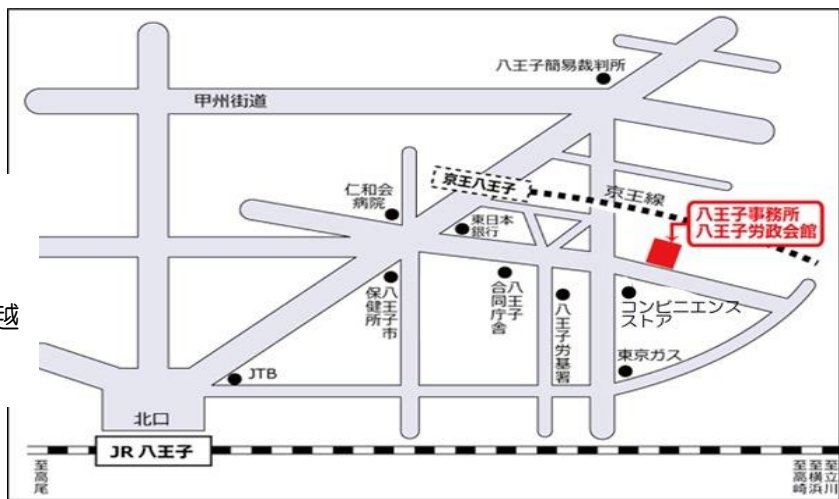 八王子簡易裁判所
甲州街道
京王八王子
京王線
仁和会
病院
東日本
銀行
八王子事務所
八王子労政会館
越
八王子市
保健所
八王子
合同庁舎
八王子労基署
コンビニエンス
ストア
東京ガス
JTB
北口
JR 八王子
至高尾
至高崎
至横浜
至立川